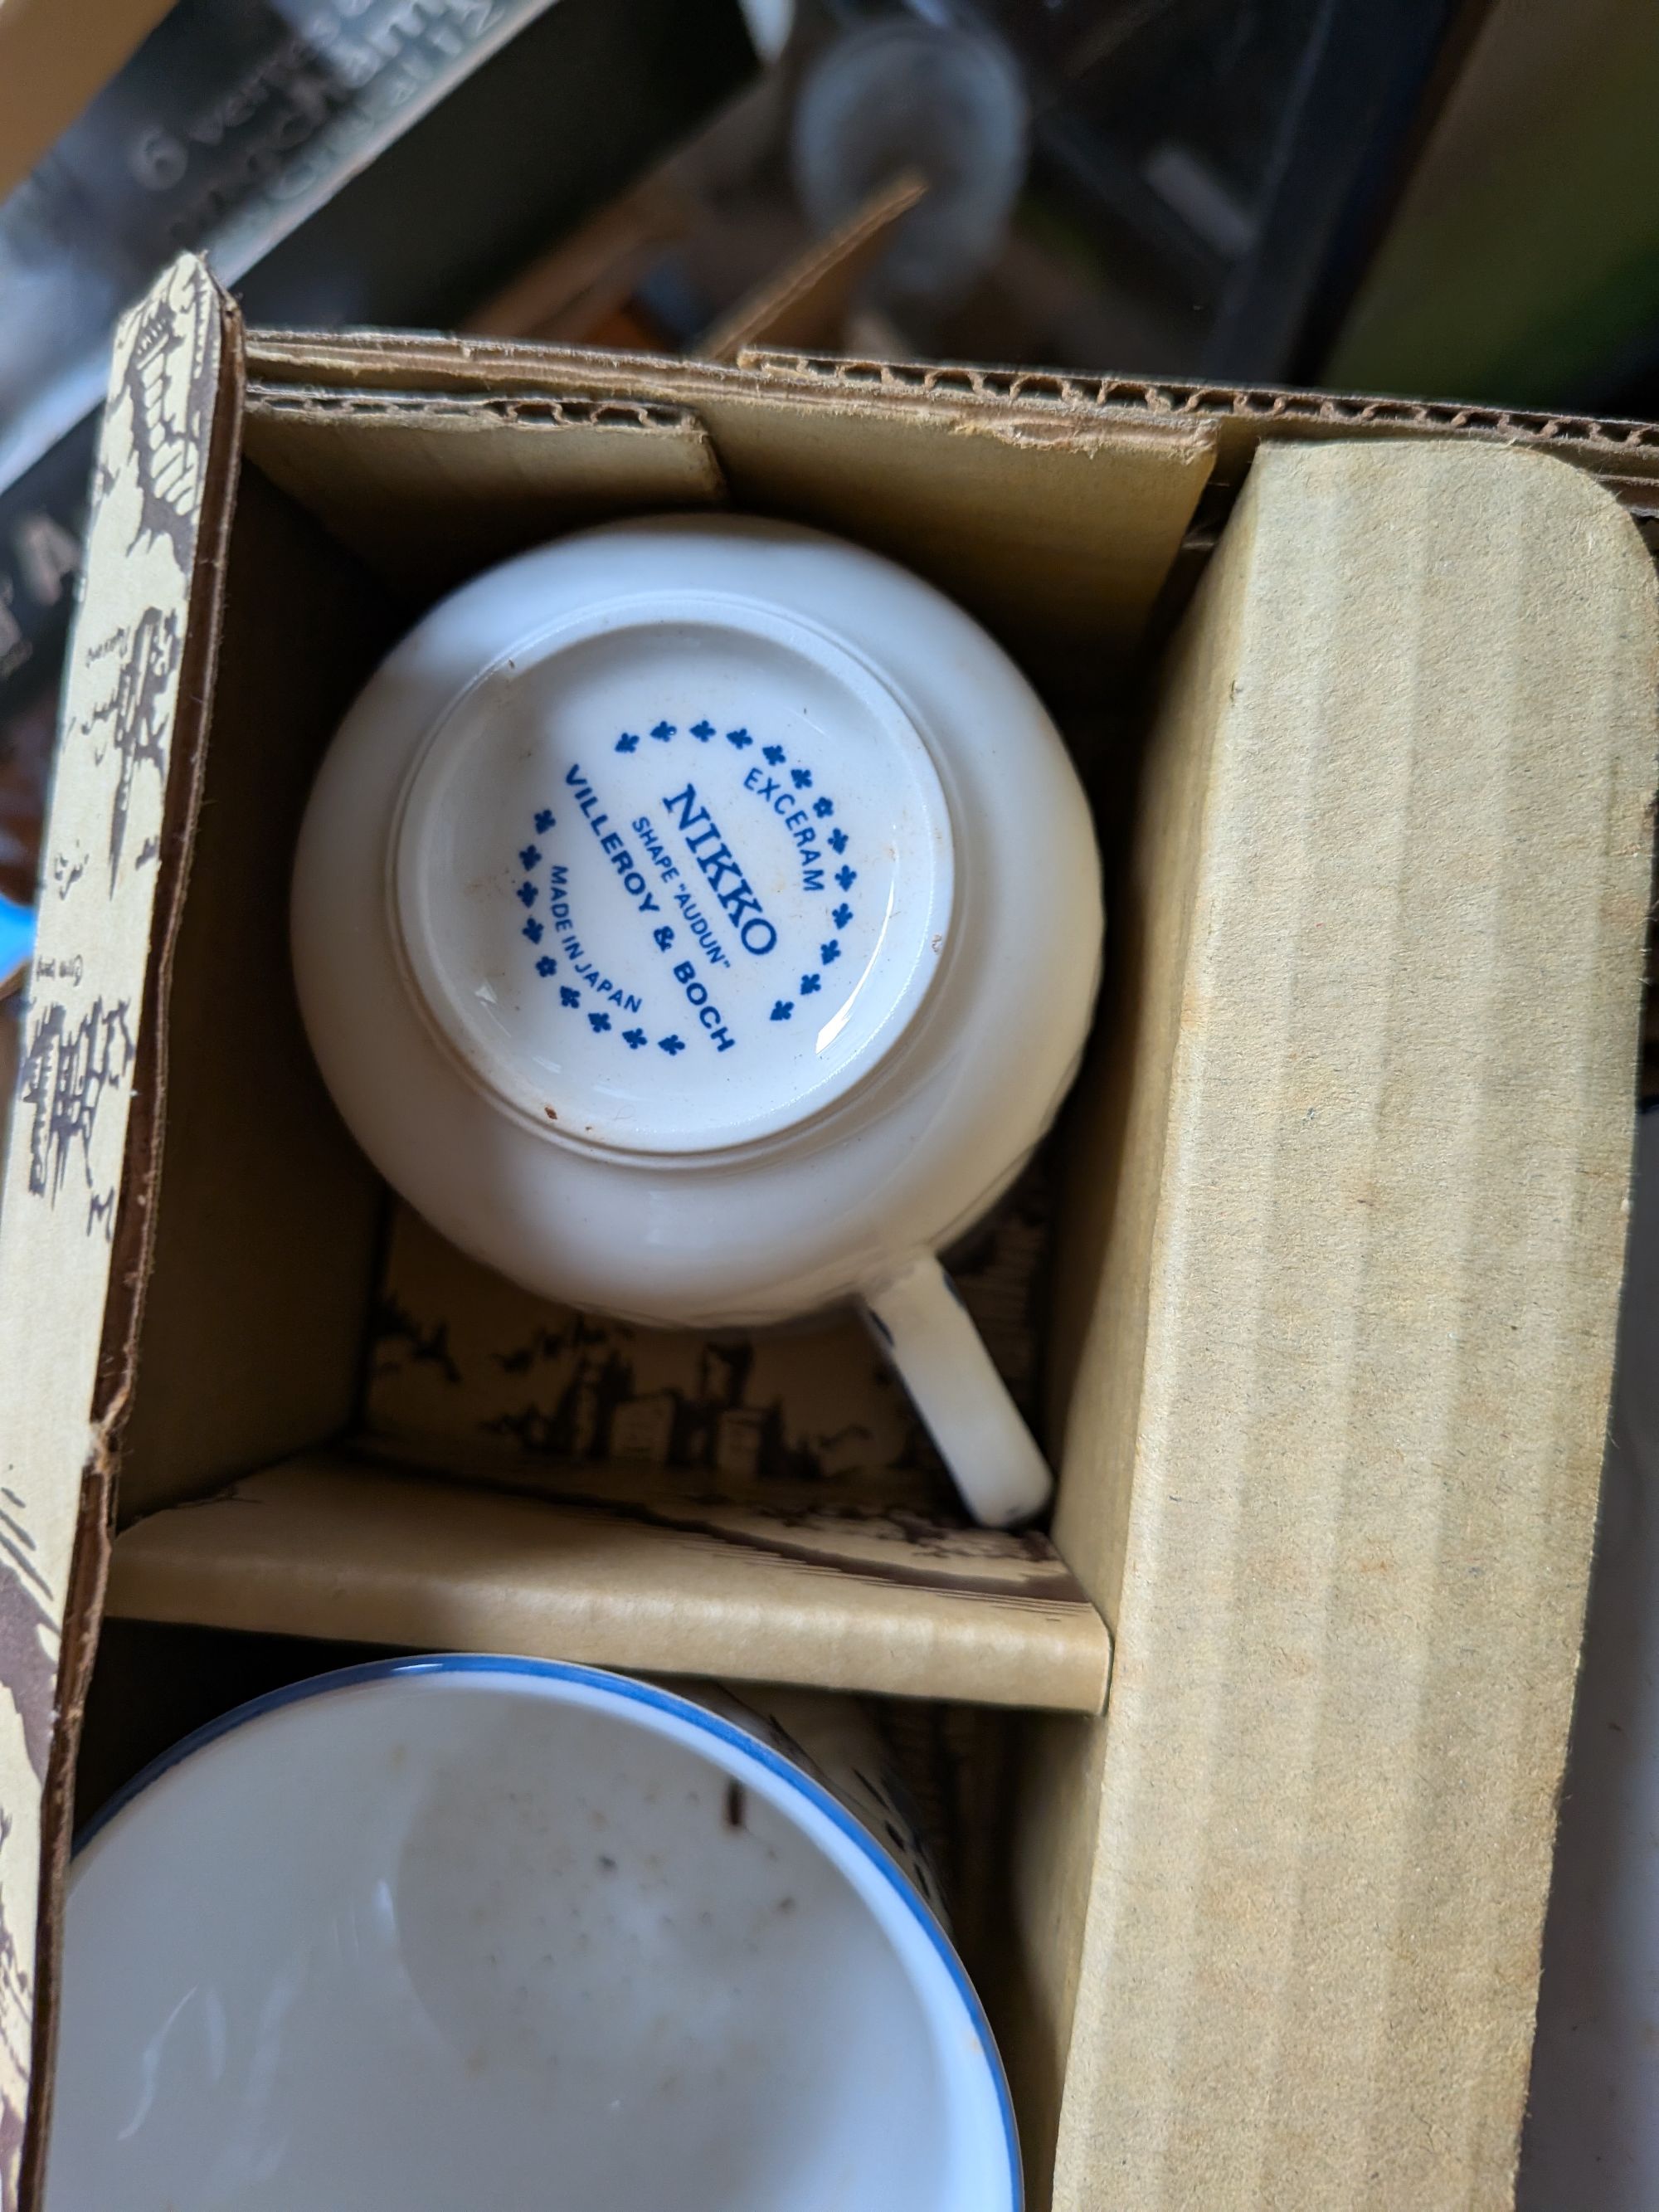 EXCERAM
NIKKO
SHAPE "AUDUN"
VILLEROY & BOCH
MADE IN JAPAN